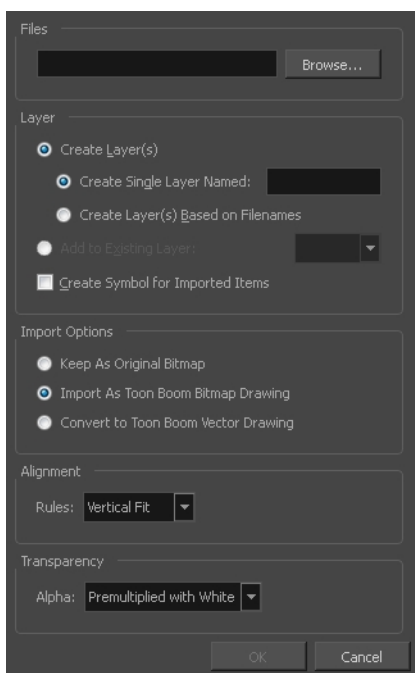 Files
Browse...
Layer
Create Layer(s)
Create Single Layer Named:
Create Layer(s) Based on Filenames
Add to Existing Layer:
Create Symbol for Imported Items
Import Options
Keep As Original Bitmap
Import As Toon Boom Bitmap Drawing
Convert to Toon Boom Vector Drawing
Alignment
Rules: Vertical Fit
Transparency
Alpha: Premultiplied with White
OK Cancel